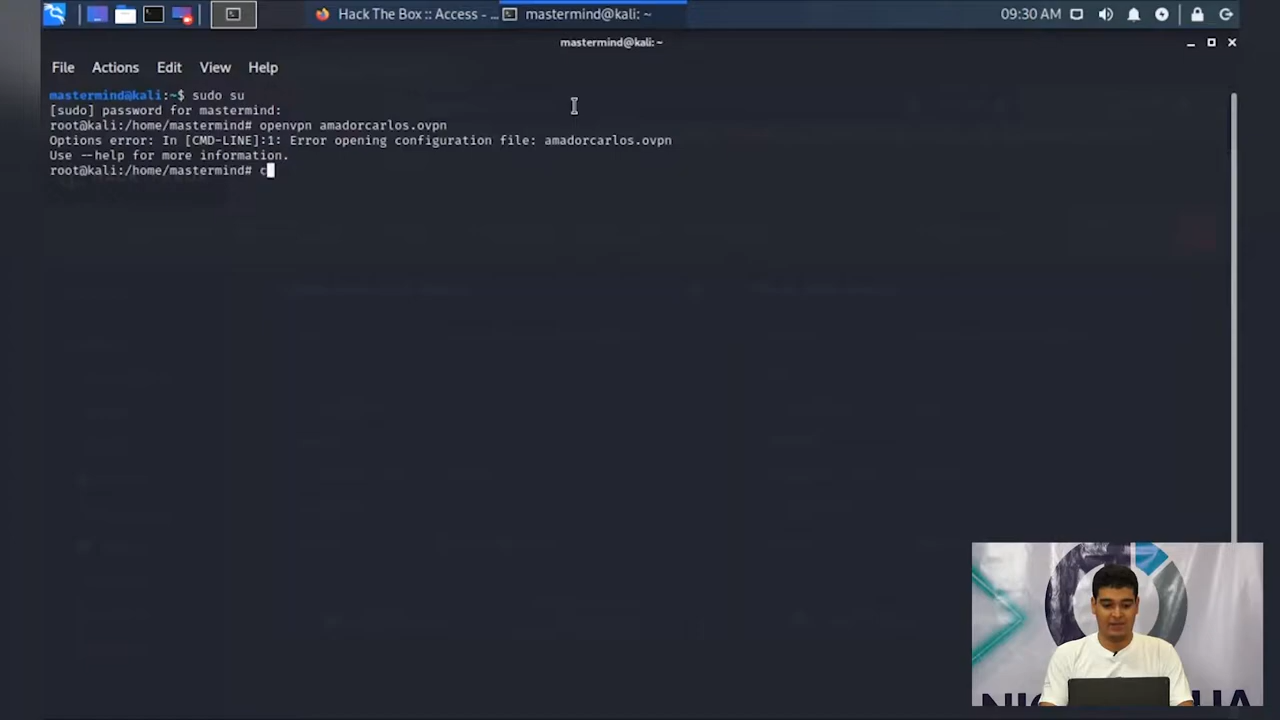 Hack The Box :: Access - ...
mastermind@kali: ~
09:30 AM
mastermind@kali: ~
File Actions Edit View Help
mastermind@kali:~$ sudo su
[sudo] password for mastermind:
root@kali:/home/mastermind# openvpn amadorcarlos.ovpn
Options error: In [CMD-LINE]:1: Error opening configuration file: amadorcarlos.ovpn
Use --help for more information.
root@kali:/home/mastermind# c